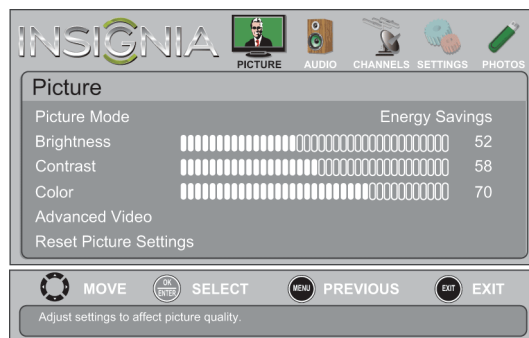 INSIGNIA
PICTURE AUDIO CHANNELS SETTINGS PHOTOS
Picture
Picture Mode Energy Savings
Brightness 52
Contrast 58
Color 70
Advanced Video
Reset Picture Settings
MOVE OK ENTER SELECT MENU PREVIOUS EXIT EXIT
Adjust settings to affect picture quality.